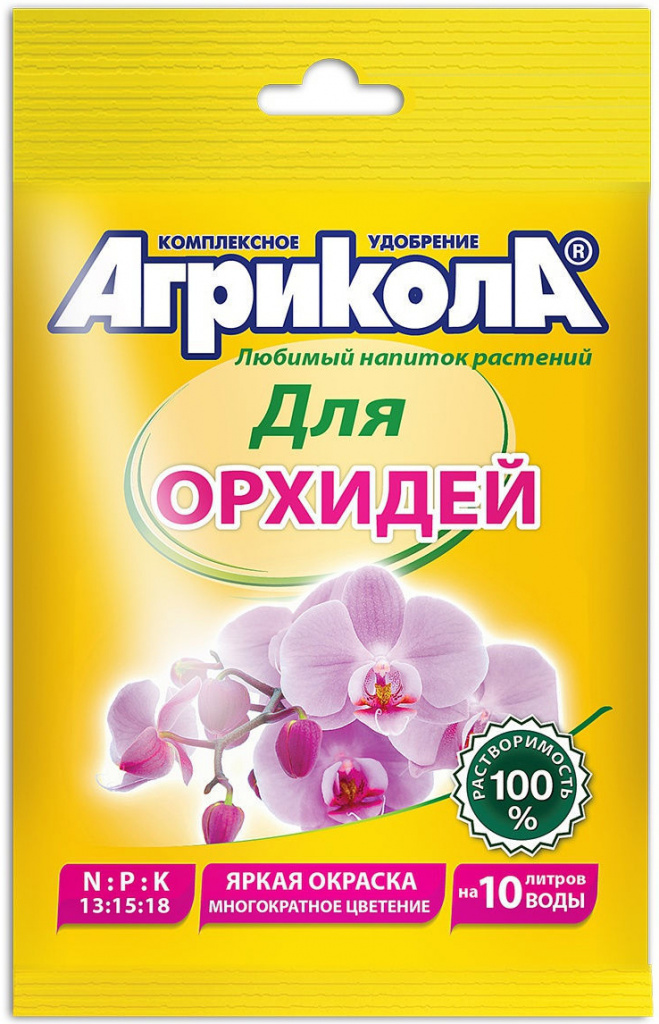 КОМПЛЕКСНОЕ УДОБРЕНИЕ
АгриколА®
Любимый напиток растений
Для
ОРХИДЕЙ
РАСТВОРИМОСТЬ
100
%
N : P : K
13:15:18
ЯРКАЯ ОКРАСКА
МНОГОКРАТНОЕ ЦВЕТЕНИЕ
на 10 литров
ВОДЫ